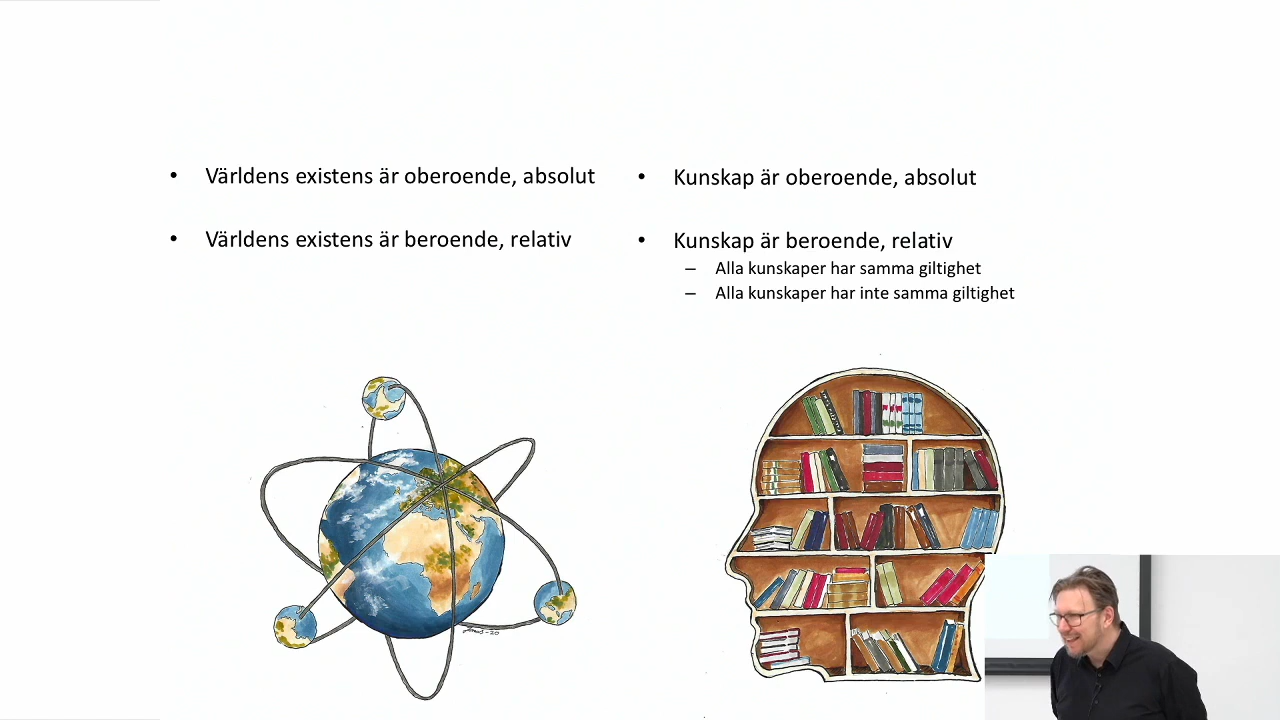 • Världens existens är oberoende, absolut
• Världens existens är beroende, relativ
• Kunskap är oberoende, absolut
• Kunskap är beroende, relativ
– Alla kunskaper har samma giltighet
– Alla kunskaper har inte samma giltighet